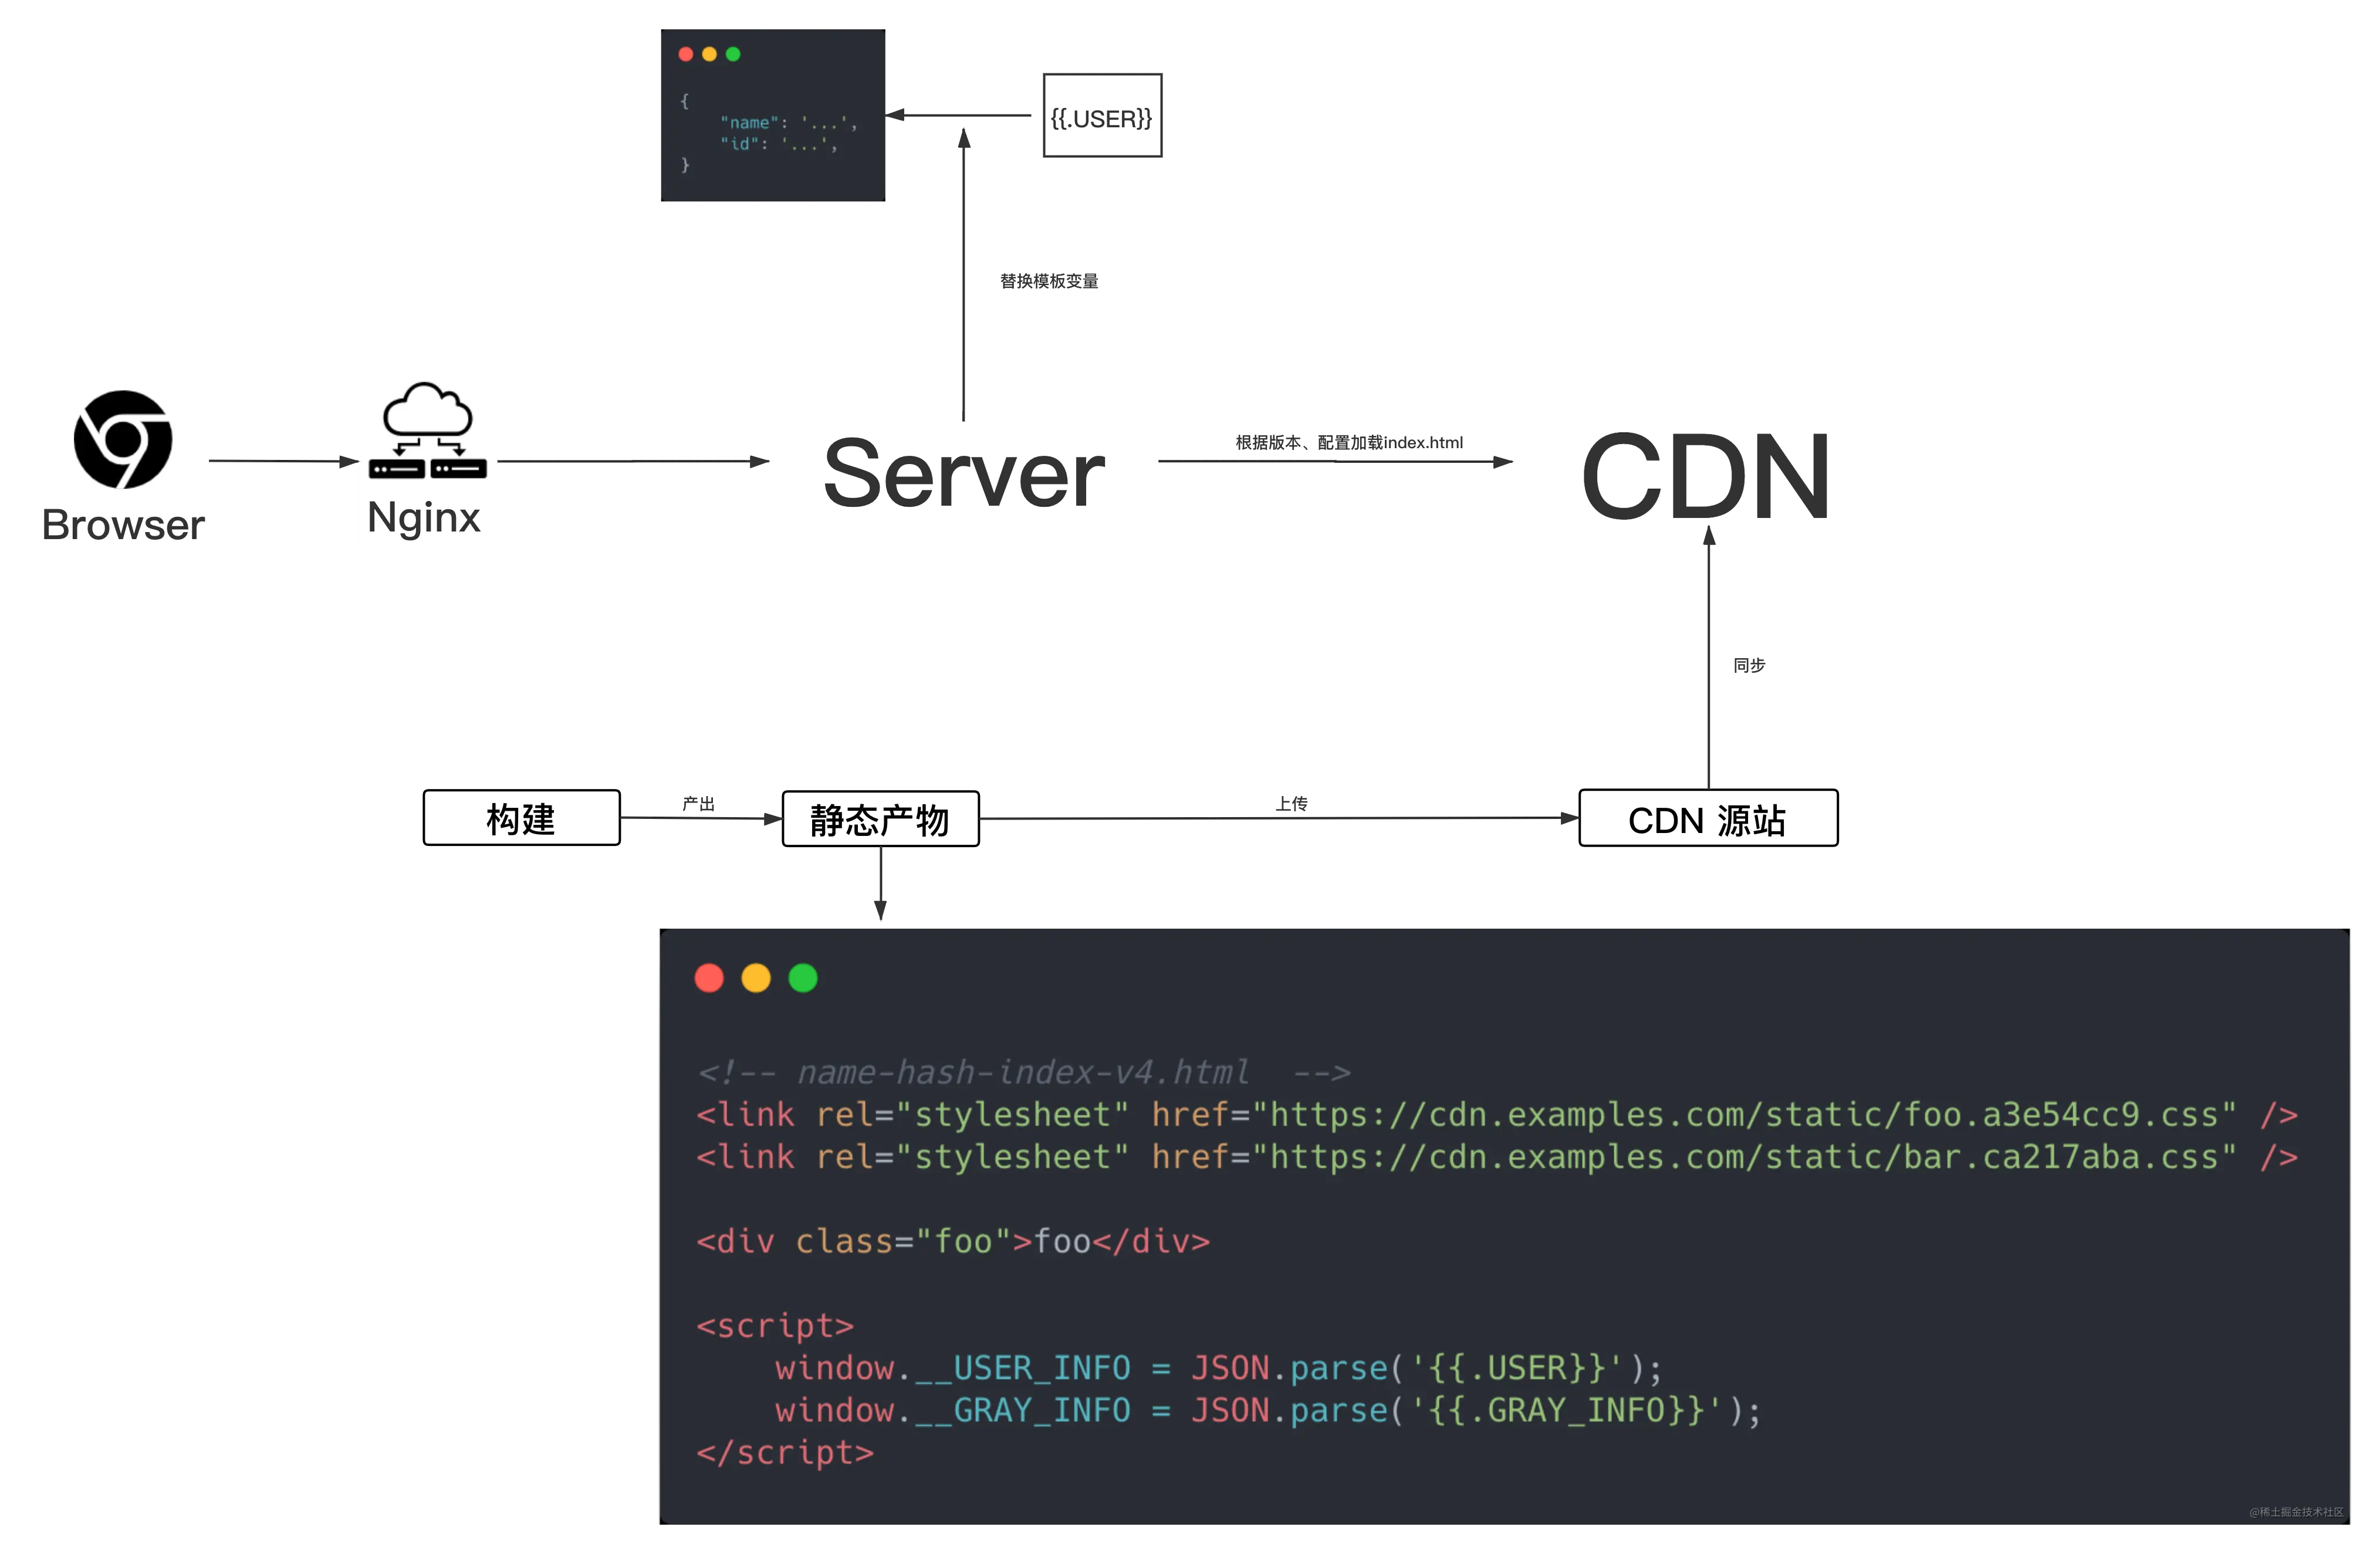 {
"name": '...',
"id": '...',
}
{{.USER}}
替换模板变量
Browser
Nginx
Server
根据版本、配置加载index.html
CDN
同步
构建
产出
静态产物
上传
CDN 源站
<!-- name-hash-index-v4.html  -->
<link rel="stylesheet" href="https://cdn.examples.com/static/foo.a3e54cc9.css" />
<link rel="stylesheet" href="https://cdn.examples.com/static/bar.ca217aba.css" />
<div class="foo">foo</div>
<script>
window.__USER_INFO = JSON.parse('{{.USER}}');
window.__GRAY_INFO = JSON.parse('{{.GRAY_INFO}}');
</script>
@稀土掘金技术社区